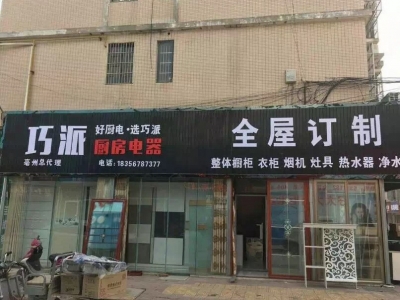 巧派
亳州总代理
好厨电·选巧派
厨房电器
电话:18356787377
全屋订制
整体橱柜 衣柜 烟机 灶具 热水器 净水